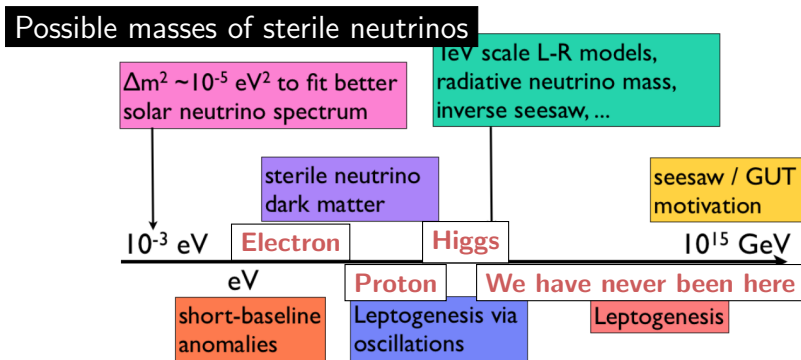 Possible masses of sterile neutrinos
TeV scale L-R models,
radiative neutrino mass,
inverse seesaw, ...
Δm² ~10⁻⁵ eV² to fit better
solar neutrino spectrum
sterile neutrino
dark matter
seesaw / GUT
motivation
10⁻³ eV
Electron
Higgs
10¹⁵ GeV
eV
Proton
We have never been here
short-baseline
anomalies
Leptogenesis via
oscillations
Leptogenesis